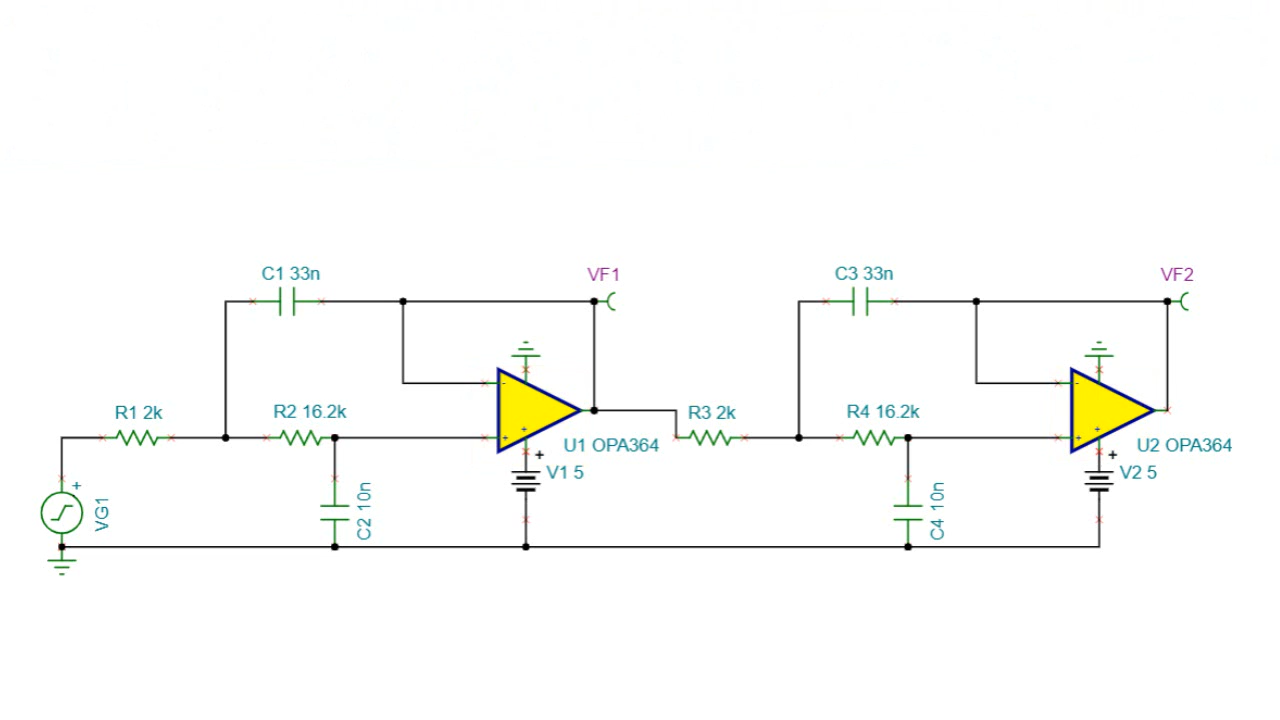 C1 33n
VF1
C3 33n
VF2
R1 2k
R2 16.2k
R3 2k
R4 16.2k
-
+
+
-
+
+
U1 OPA364
U2 OPA364
+
V1 5
+
V2 5
+
VG1
C2 10n
C4 10n